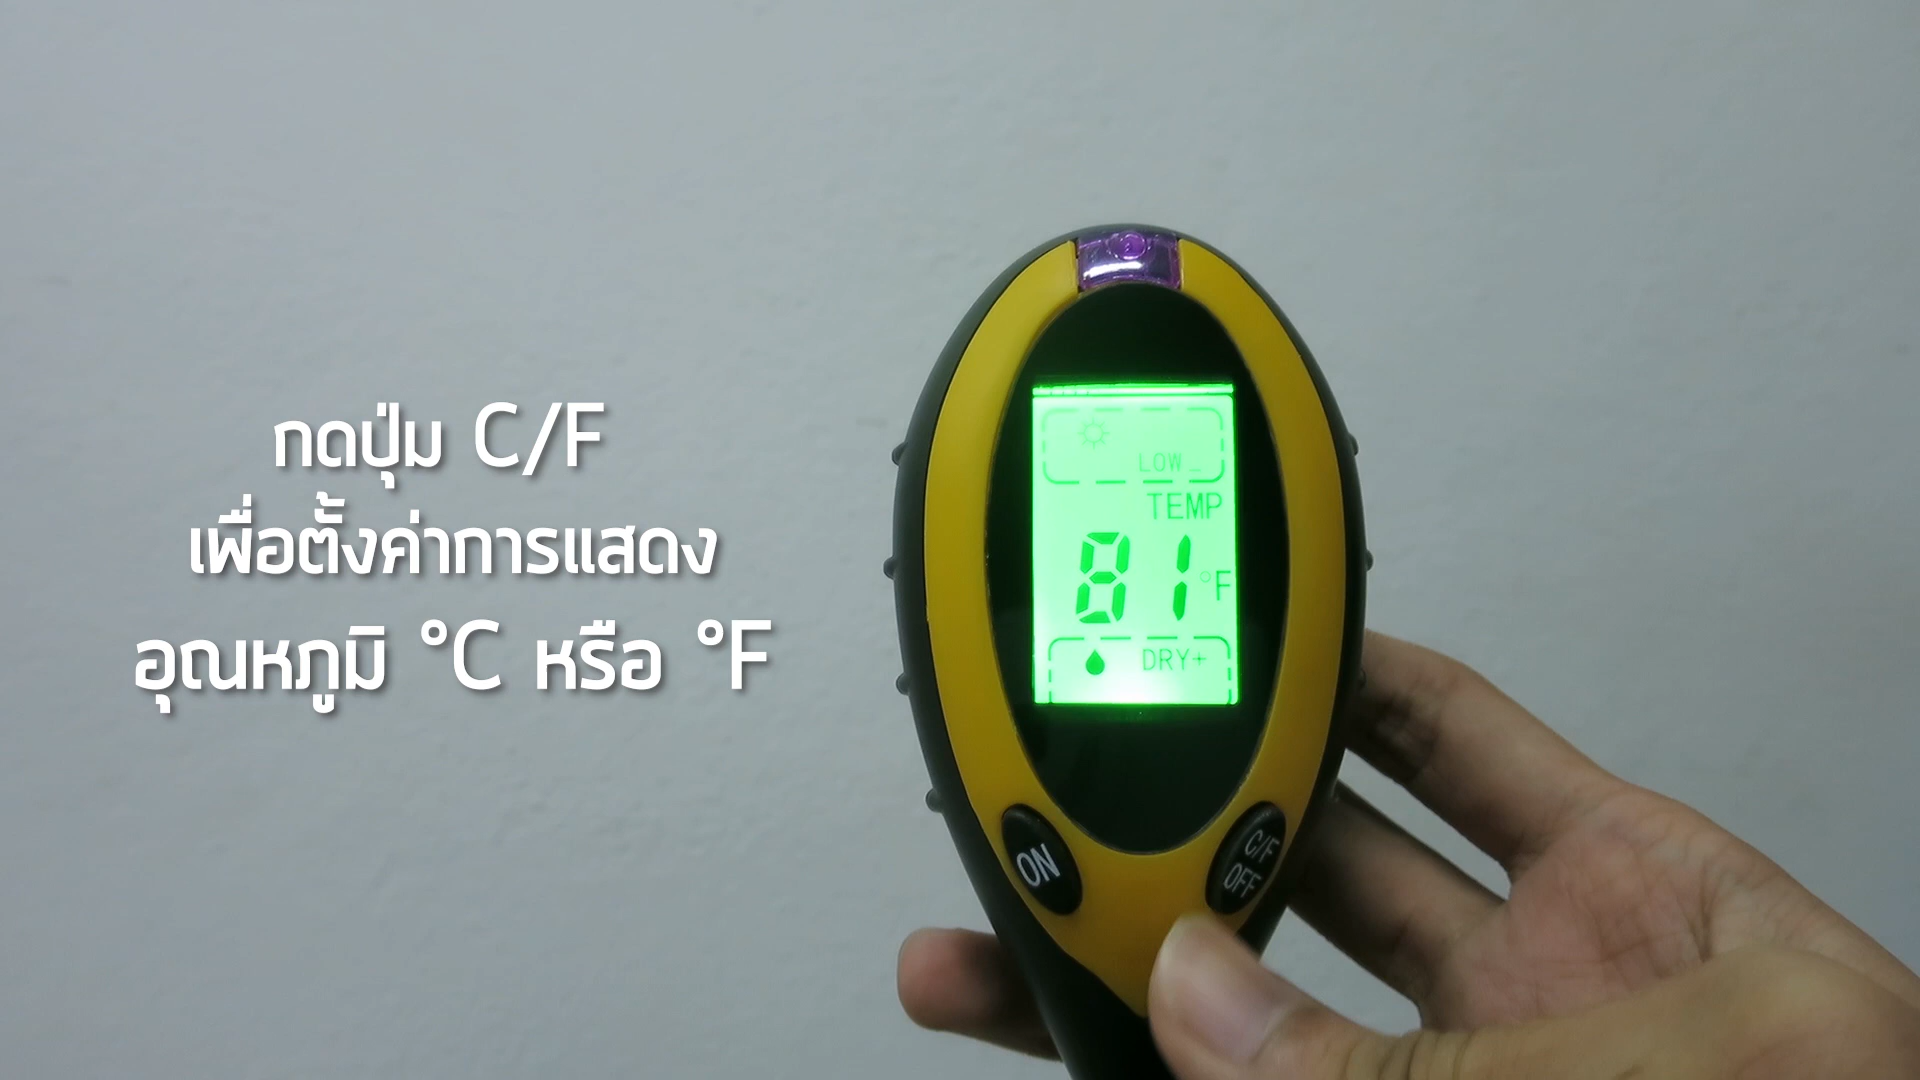 กดปุ่ม C/F
เพื่อตั้งค่าการแสดง
อุณหภูมิ °C หรือ °F
LOW_
TEMP
81 °F
DRY+
ON
C/F
OFF